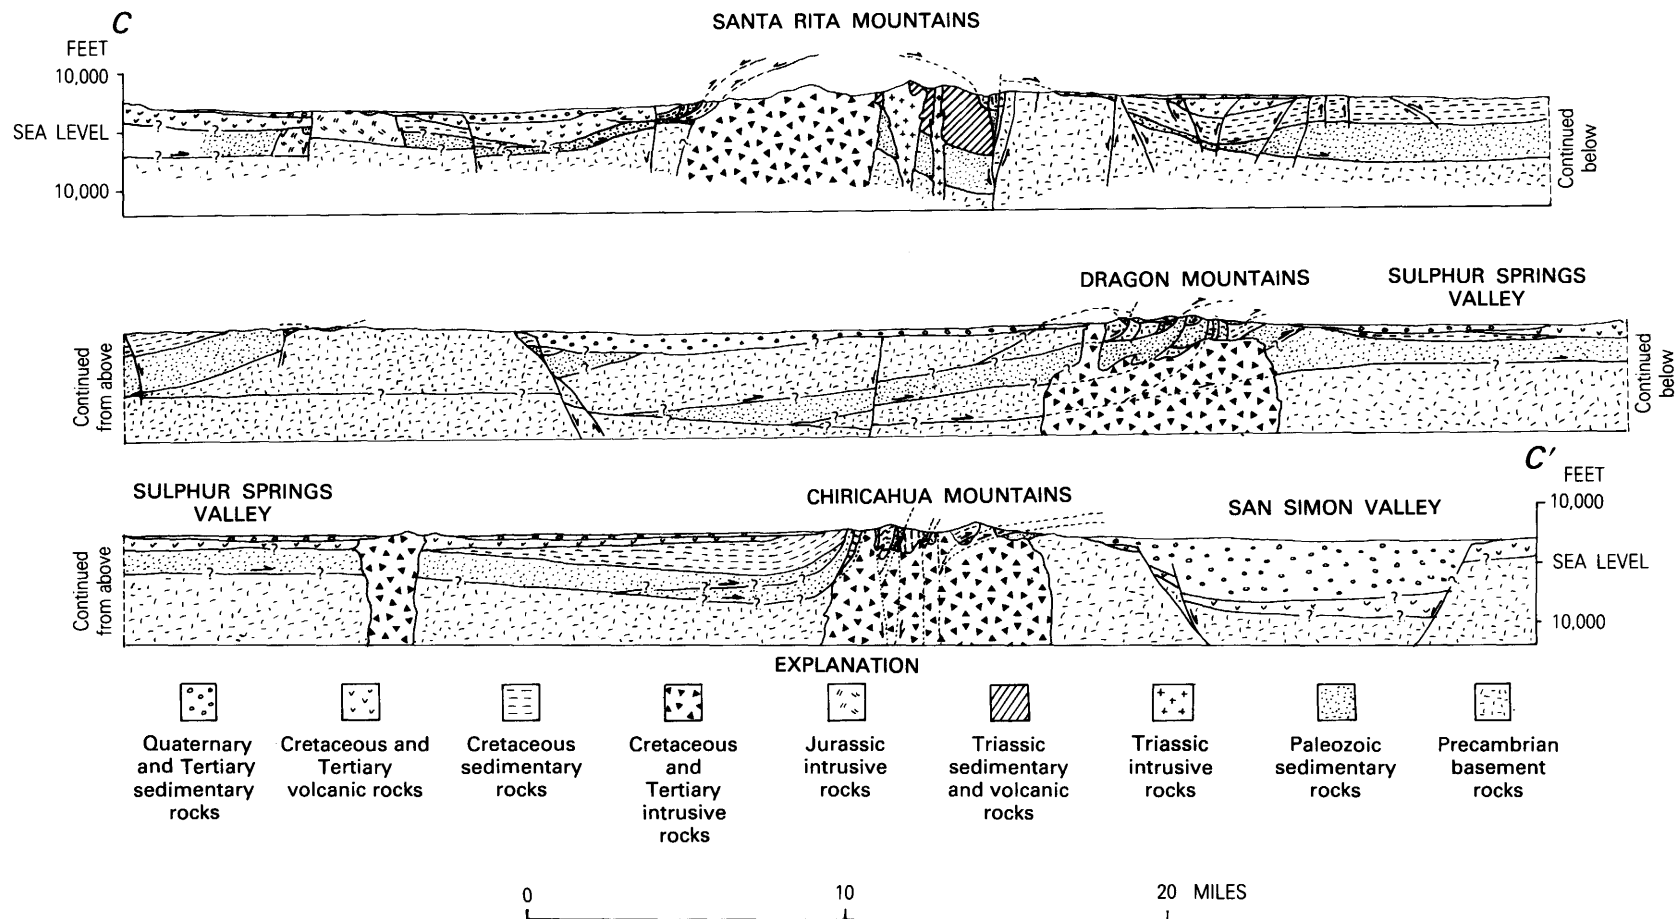 C
SANTA RITA MOUNTAINS
FEET
10,000
SEA LEVEL
10,000
Continued
below
DRAGON MOUNTAINS
SULPHUR SPRINGS
VALLEY
Continued
from above
Continued
below
C'
SULPHUR SPRINGS
VALLEY
CHIRICAHUA MOUNTAINS
SAN SIMON VALLEY
FEET
10,000
SEA LEVEL
10,000
Continued
from above
EXPLANATION
Quaternary
and Tertiary
sedimentary
rocks
Cretaceous and
Tertiary
volcanic rocks
Cretaceous
sedimentary
rocks
Cretaceous
and
Tertiary
intrusive
rocks
Jurassic
intrusive
rocks
Triassic
sedimentary
and volcanic
rocks
Triassic
intrusive
rocks
Paleozoic
sedimentary
rocks
Precambrian
basement
rocks
0 10 20 MILES